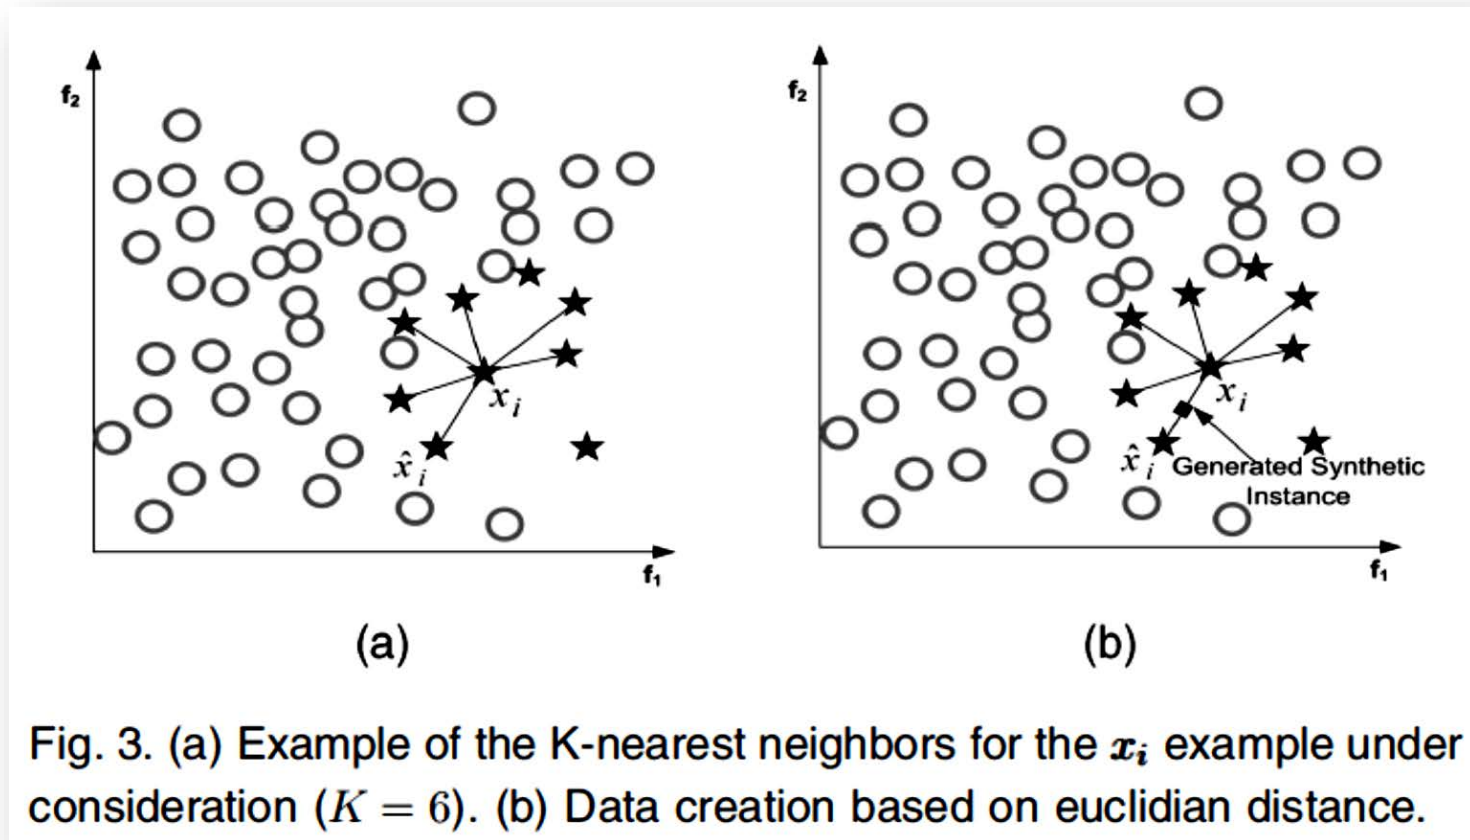 f₂
x_i
x̂_i
f₁
(a)
f₂
x_i
x̂_i
Generated Synthetic
Instance
f₁
(b)
Fig. 3. (a) Example of the K-nearest neighbors for the x_i example under
consideration (K = 6). (b) Data creation based on euclidian distance.